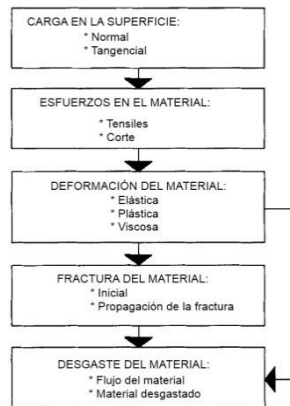 CARGA EN LA SUPERFICIE:
* Normal
* Tangencial
ESFUERZOS EN EL MATERIAL:
* Tensiles
* Corte
DEFORMACIÓN DEL MATERIAL:
* Elástica
* Plástica
* Viscosa
FRACTURA DEL MATERIAL:
* Inicial
* Propagación de la fractura
DESGASTE DEL MATERIAL:
* Flujo del material
* Material desgastado